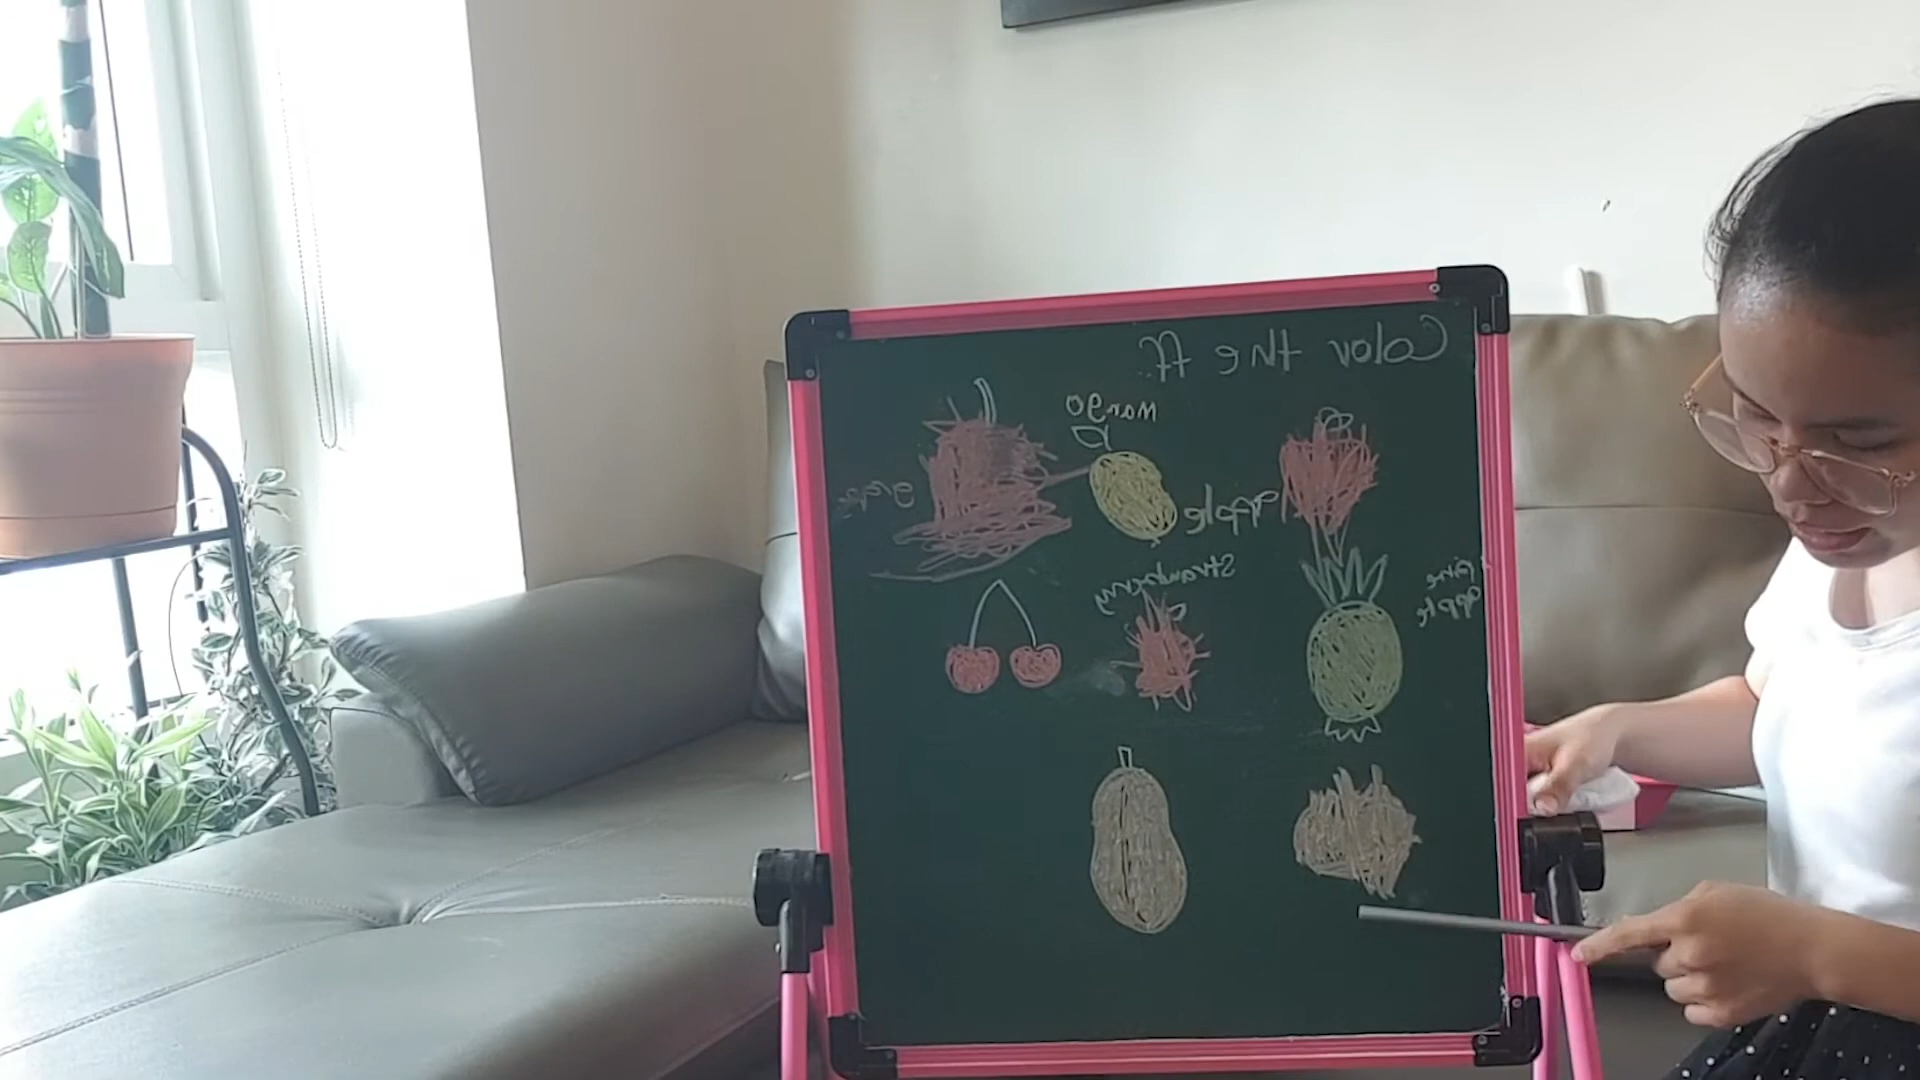 Color the ff.
apple
mango
grape
pine
apple
Strawberry